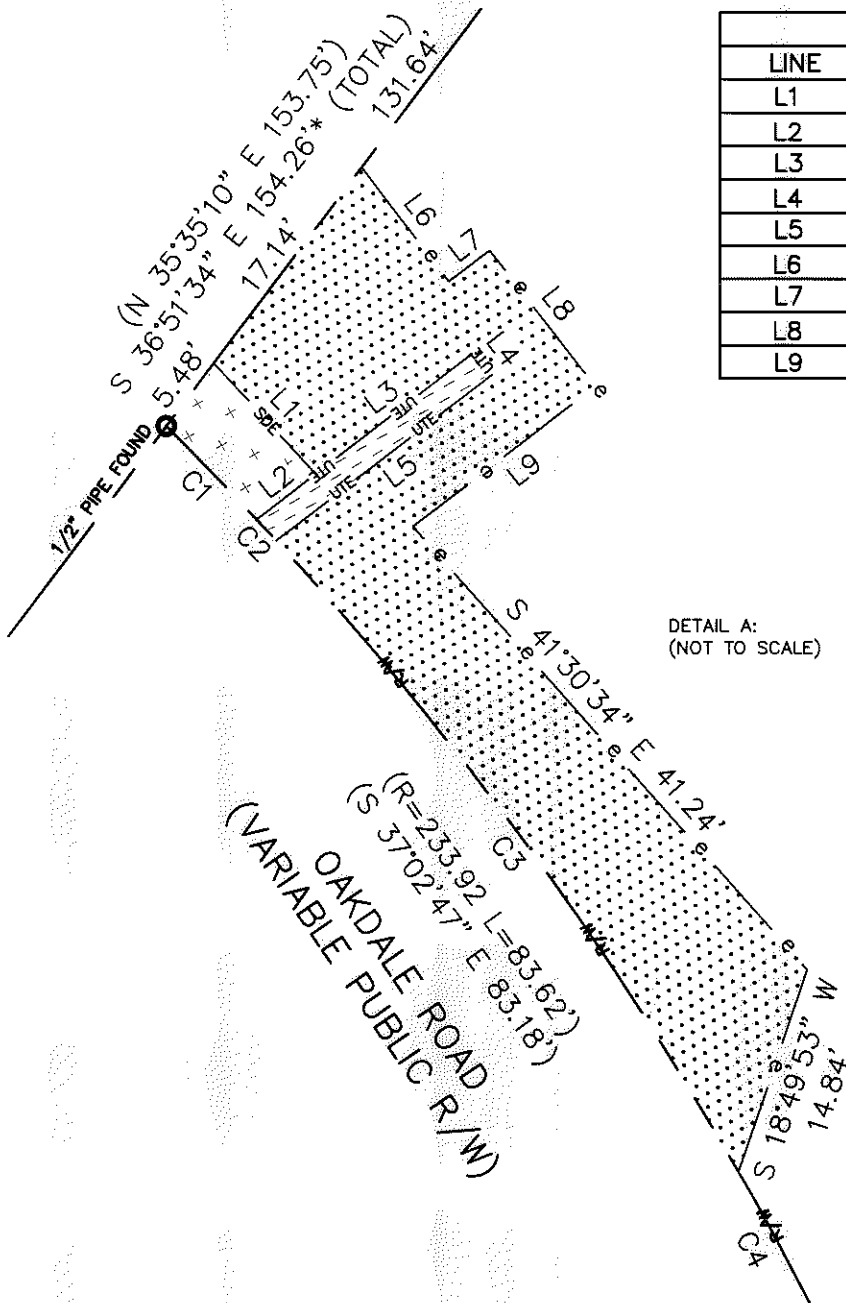 (N 35°35'10" E 153.75')
S 36°51'34" E 154.26'* (TOTAL)
5.48'
17.14'
131.64'
1/2" PIPE FOUND
LINE
L1
L2
L3
L4
L5
L6
L7
L8
L9
L6
e
L7
e
L8
e
L1
SDE
L3
UTE
UTE
L4
L2
UTE
UTE
UTE
L5
L9
e
C1
C2
e
S 41°30'34" E 41.24'
e
e
e
e
DETAIL A:
(NOT TO SCALE)
R/W
C3
(R=233.92 L=83.62')
(S 37°02'47" E 83.18')
OAKDALE ROAD
(VARIABLE PUBLIC R/W)
R/W
S 18°49'53" W
14.84'
e
R/W
C4